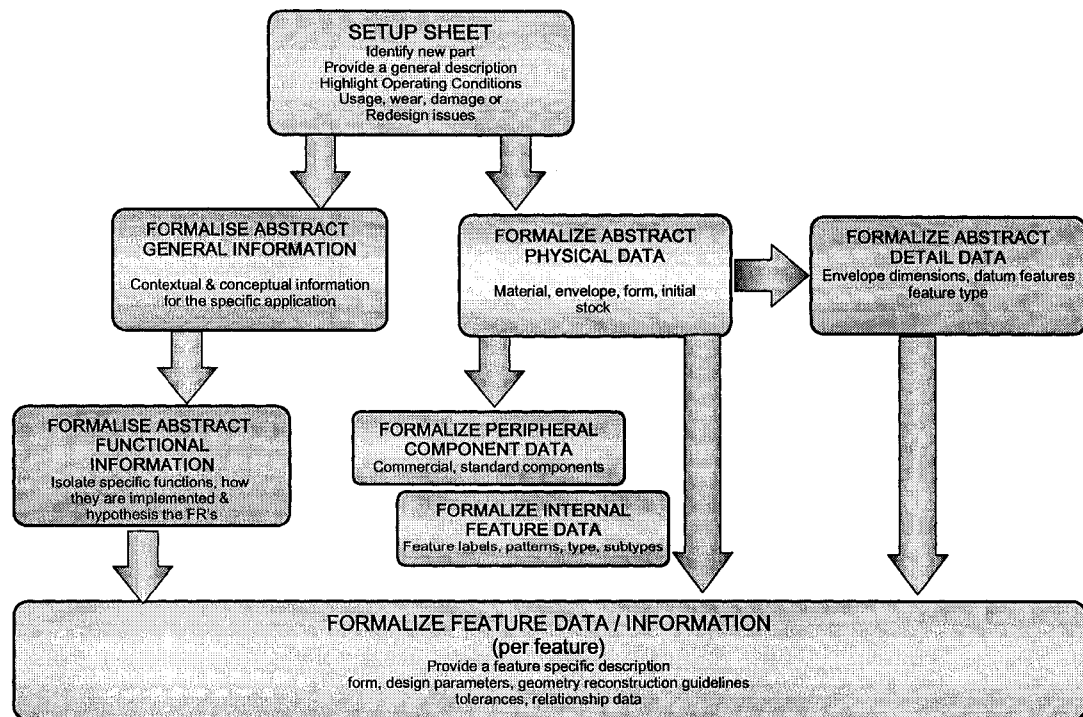 SETUP SHEET
Identify new part
Provide a general description
Highlight Operating Conditions
Usage, wear, damage or
Redesign issues
FORMALISE ABSTRACT
GENERAL INFORMATION
Contextual & conceptual information
for the specific application
FORMALIZE ABSTRACT
PHYSICAL DATA
Material, envelope, form, initial
stock
FORMALIZE ABSTRACT
DETAIL DATA
Envelope dimensions, datum features
feature type
FORMALISE ABSTRACT
FUNCTIONAL
INFORMATION
Isolate specific functions, how
they are implemented &
hypothesis the FR's
FORMALIZE PERIPHERAL
COMPONENT DATA
Commercial, standard components
FORMALIZE INTERNAL
FEATURE DATA
Feature labels, patterns, type, subtypes
FORMALIZE FEATURE DATA / INFORMATION
(per feature)
Provide a feature specific description
form, design parameters, geometry reconstruction guidelines
tolerances, relationship data